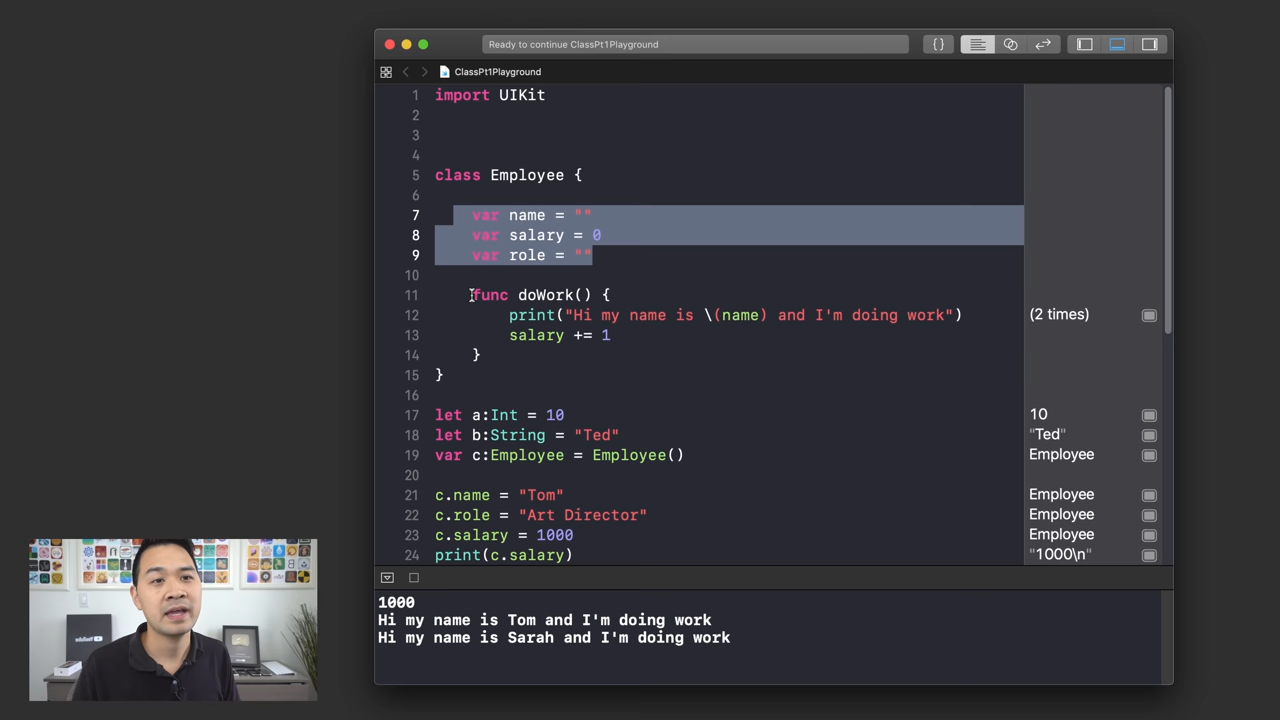 Ready to continue ClassPt1Playground
{}
ClassPt1Playground
1 import UIKit
2
3
4
5 class Employee {
6
7 var name = ""
8 var salary = 0
9 var role = ""
10
11 func doWork() {
12 print("Hi my name is \(name) and I'm doing work") (2 times)
13 salary += 1
14 }
15 }
16
17 let a:Int = 10 10
18 let b:String = "Ted" "Ted"
19 var c:Employee = Employee() Employee
20
21 c.name = "Tom" Employee
22 c.role = "Art Director" Employee
23 c.salary = 1000 Employee
24 print(c.salary) "1000\n"
1000
Hi my name is Tom and I'm doing work
Hi my name is Sarah and I'm doing work